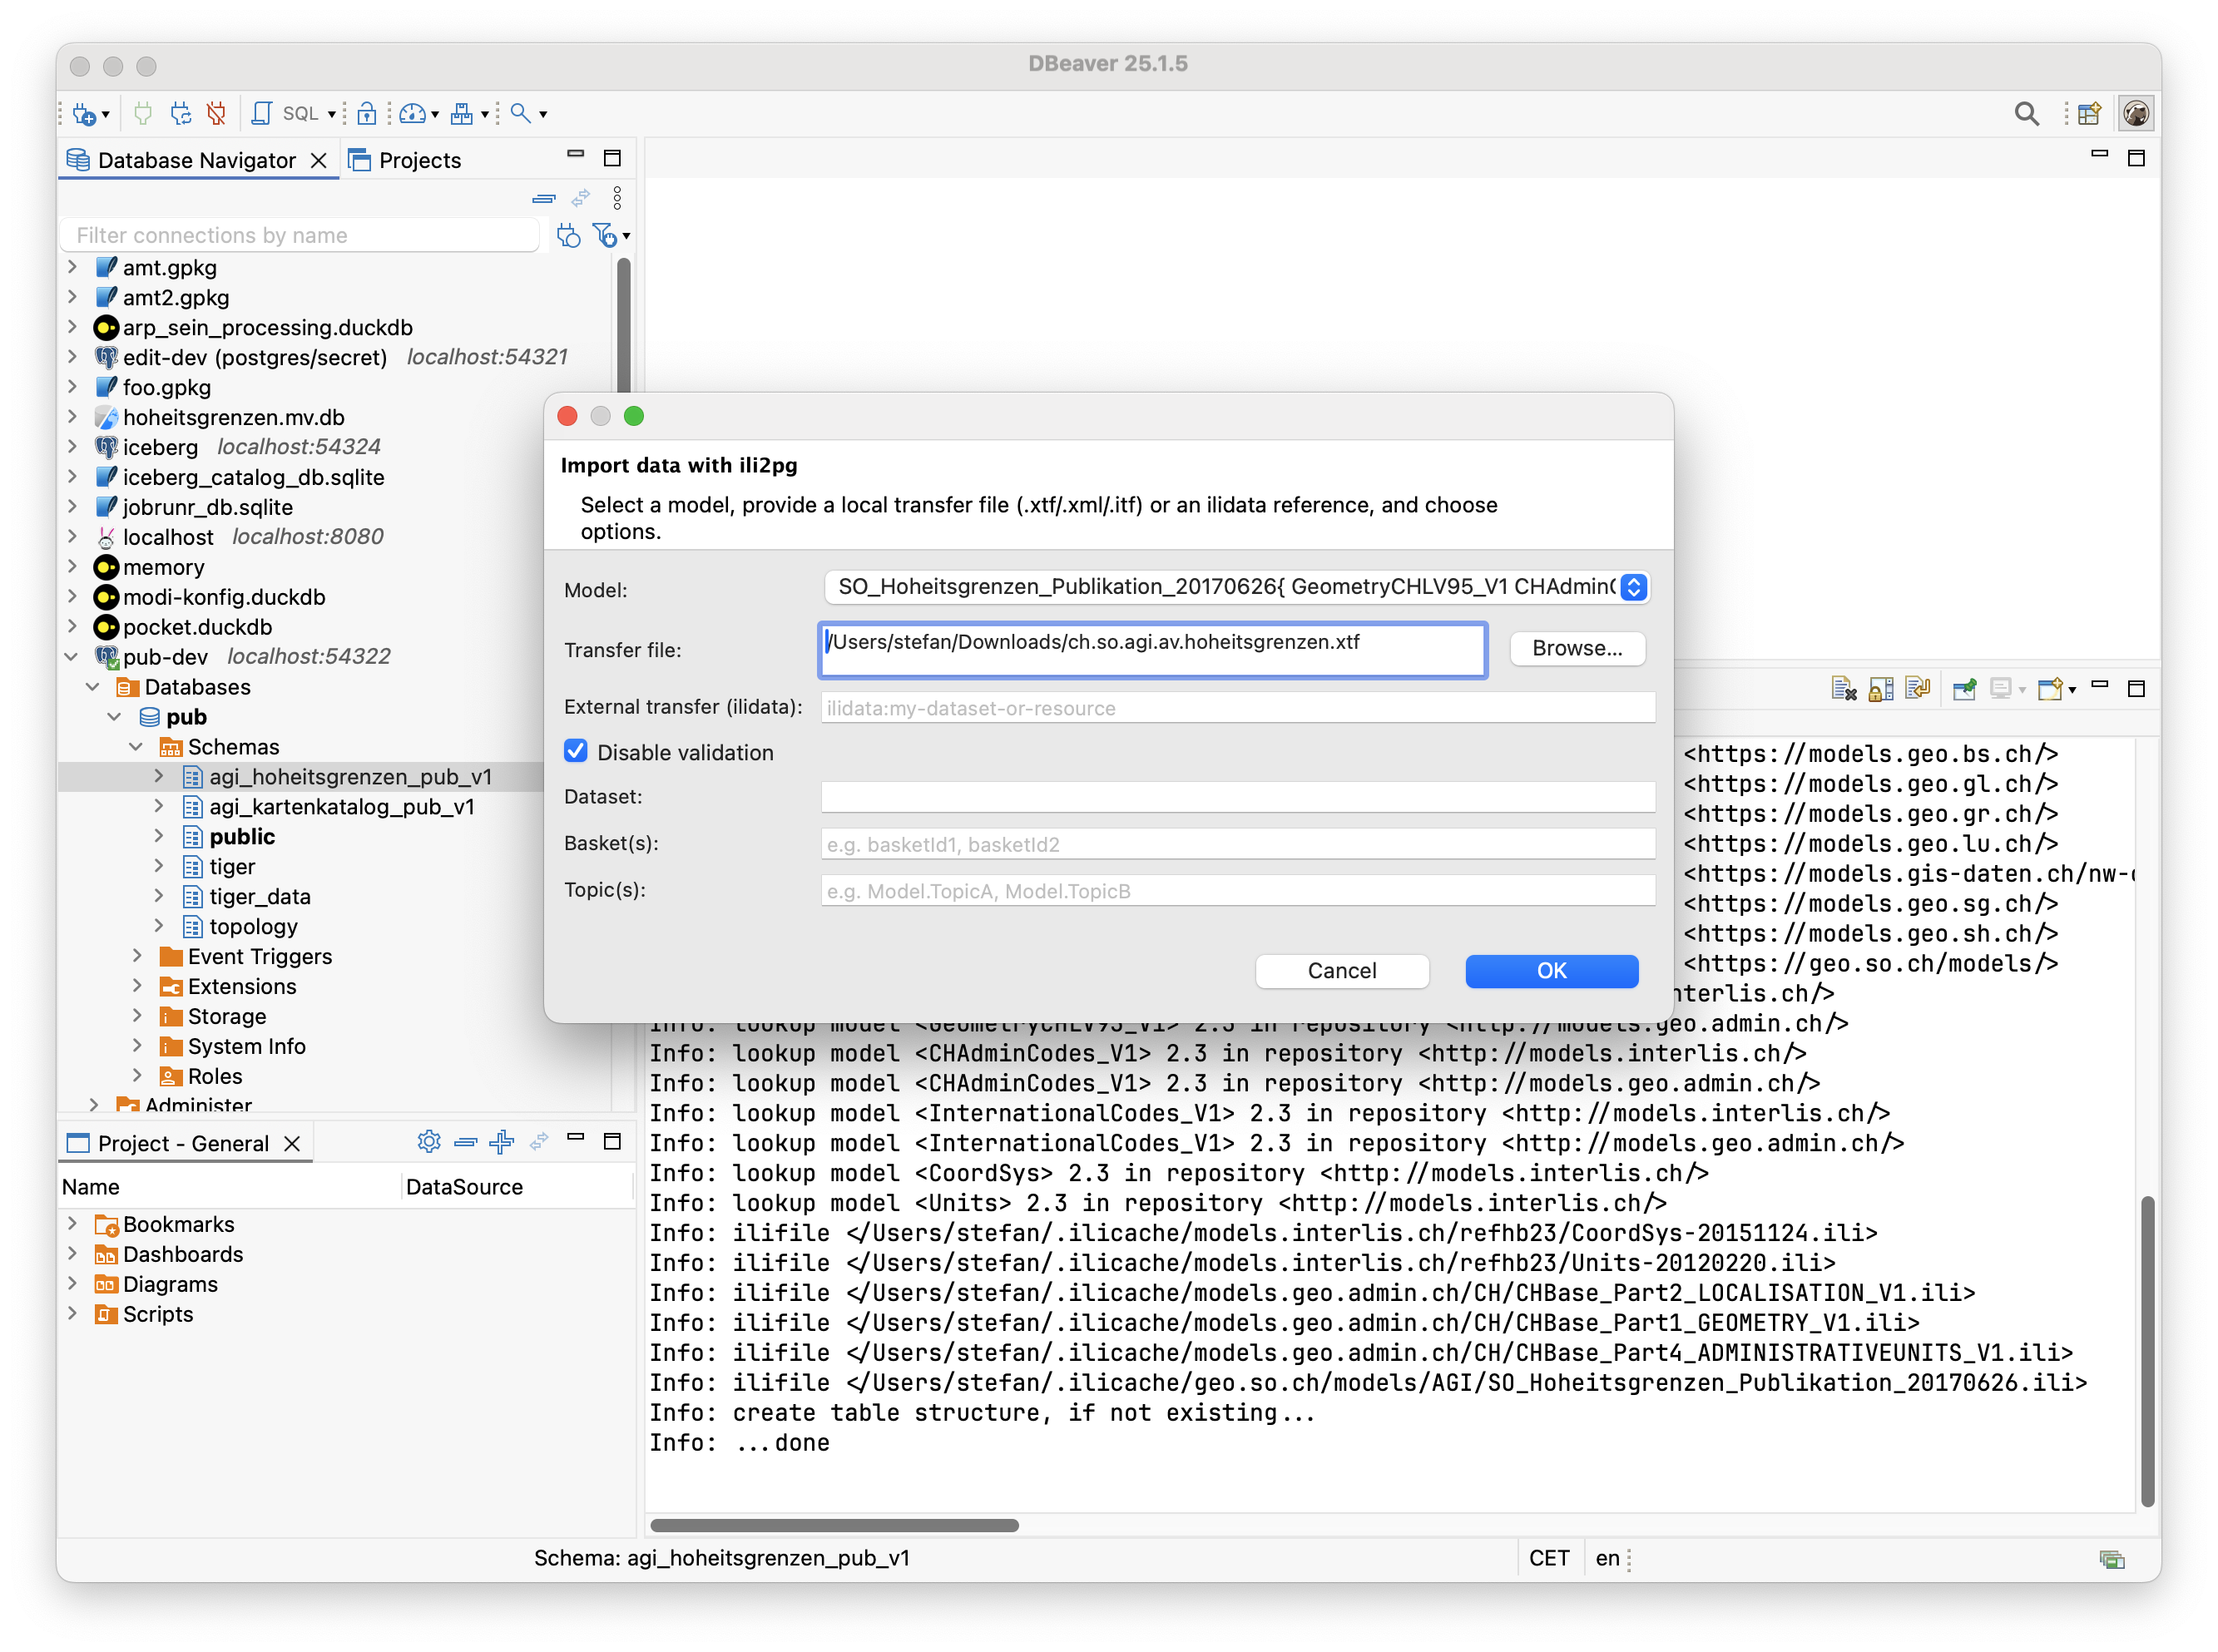 DBeaver 25.1.5
SQL
Database Navigator
Projects
Filter connections by name
amt.gpkg
amt2.gpkg
arp_sein_processing.duckdb
edit-dev (postgres/secret) localhost:54321
foo.gpkg
hoheitsgrenzen.mv.db
iceberg localhost:54324
iceberg_catalog_db.sqlite
jobrunr_db.sqlite
localhost localhost:8080
memory
modi-konfig.duckdb
pocket.duckdb
pub-dev localhost:54322
Databases
pub
Schemas
agi_hoheitsgrenzen_pub_v1
agi_kartenkatalog_pub_v1
public
tiger
tiger_data
topology
Event Triggers
Extensions
Storage
System Info
Roles
Administer
Import data with ili2pg
Select a model, provide a local transfer file (.xtf/.xml/.itf) or an ilidata reference, and choose
options.
Model: SO_Hoheitsgrenzen_Publikation_20170626{ GeometryCHLV95_V1 CHAdmin
Transfer file: /Users/stefan/Downloads/ch.so.agi.av.hoheitsgrenzen.xtf Browse...
External transfer (ilidata): ilidata:my-dataset-or-resource
Disable validation
Dataset:
Basket(s): e.g. basketId1, basketId2
Topic(s): e.g. Model.TopicA, Model.TopicB
Cancel OK
<https://models.geo.bs.ch/>
<https://models.geo.gl.ch/>
<https://models.geo.gr.ch/>
<https://models.geo.lu.ch/>
<https://models.gis-daten.ch/nw-
<https://models.geo.sg.ch/>
<https://models.geo.sh.ch/>
<https://geo.so.ch/models/>
nterlis.ch/>
Info: lookup model <GeometryCHLV95_V1> 2.3 in repository <http://models.geo.admin.ch/>
Info: lookup model <CHAdminCodes_V1> 2.3 in repository <http://models.interlis.ch/>
Info: lookup model <CHAdminCodes_V1> 2.3 in repository <http://models.geo.admin.ch/>
Info: lookup model <InternationalCodes_V1> 2.3 in repository <http://models.interlis.ch/>
Info: lookup model <InternationalCodes_V1> 2.3 in repository <http://models.geo.admin.ch/>
Info: lookup model <CoordSys> 2.3 in repository <http://models.interlis.ch/>
Info: lookup model <Units> 2.3 in repository <http://models.interlis.ch/>
Info: ilifile </Users/stefan/.ilicache/models.interlis.ch/refhb23/CoordSys-20151124.ili>
Info: ilifile </Users/stefan/.ilicache/models.interlis.ch/refhb23/Units-20120220.ili>
Info: ilifile </Users/stefan/.ilicache/models.geo.admin.ch/CH/CHBase_Part2_LOCALISATION_V1.ili>
Info: ilifile </Users/stefan/.ilicache/models.geo.admin.ch/CH/CHBase_Part1_GEOMETRY_V1.ili>
Info: ilifile </Users/stefan/.ilicache/models.geo.admin.ch/CH/CHBase_Part4_ADMINISTRATIVEUNITS_V1.ili>
Info: ilifile </Users/stefan/.ilicache/geo.so.ch/models/AGI/SO_Hoheitsgrenzen_Publikation_20170626.ili>
Info: create table structure, if not existing...
Info: ...done
Project - General
Name DataSource
Bookmarks
Dashboards
Diagrams
Scripts
Schema: agi_hoheitsgrenzen_pub_v1
CET
en